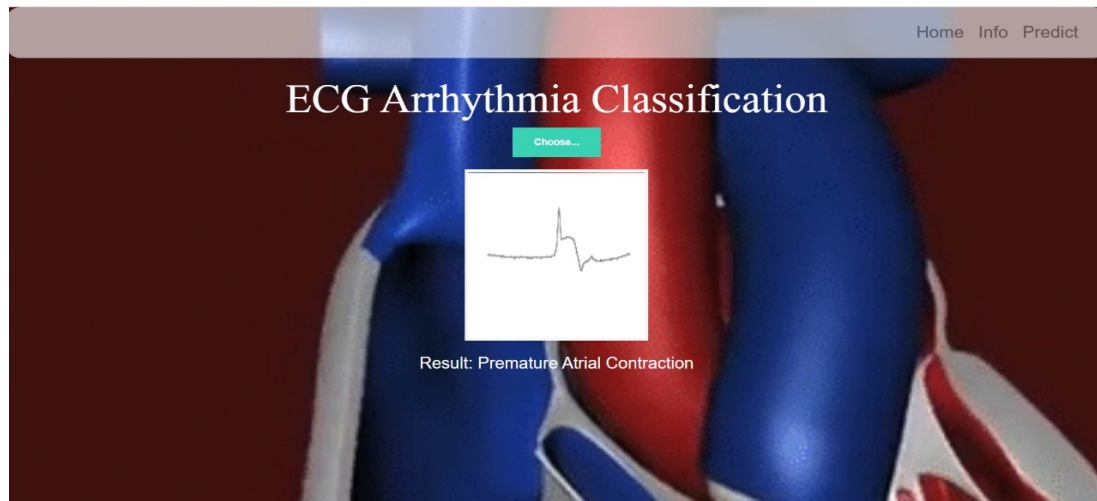 Home Info Predict
ECG Arrhythmia Classification
Choose...
Result: Premature Atrial Contraction